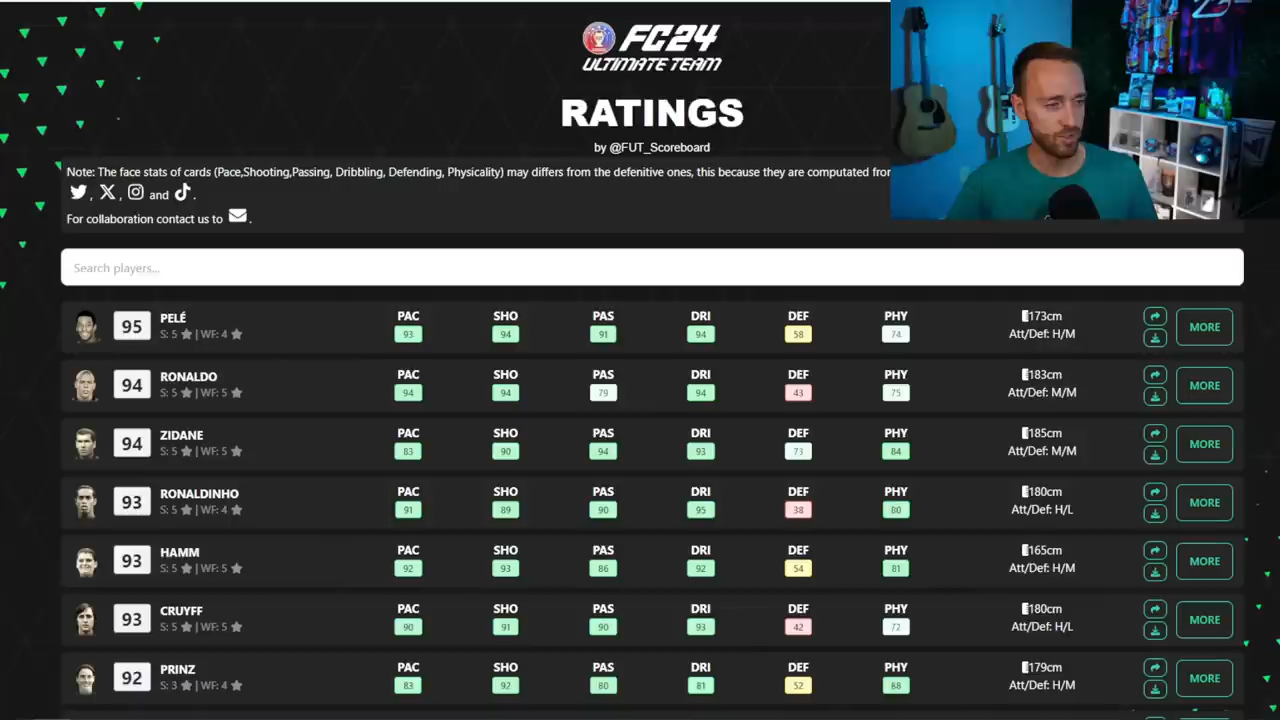 FC24
ULTIMATE TEAM
RATINGS
by @FUT_Scoreboard
Note: The face stats of cards (Pace,Shooting,Passing, Dribbling, Defending, Physicality) may differs from the defenitive ones, this because they are computated from
, , and .
For collaboration contact us to .
Search players...
95 PELÉ S: 5 | WF: 4 PAC 93 SHO 94 PAS 91 DRI 94 DEF 58 PHY 74 173cm Att/Def: H/M MORE
94 RONALDO S: 5 | WF: 5 PAC 94 SHO 94 PAS 79 DRI 94 DEF 43 PHY 75 183cm Att/Def: M/M MORE
94 ZIDANE S: 5 | WF: 5 PAC 83 SHO 90 PAS 94 DRI 93 DEF 73 PHY 84 185cm Att/Def: M/M MORE
93 RONALDINHO S: 5 | WF: 4 PAC 91 SHO 89 PAS 90 DRI 95 DEF 38 PHY 80 180cm Att/Def: H/L MORE
93 HAMM S: 5 | WF: 5 PAC 92 SHO 93 PAS 86 DRI 92 DEF 54 PHY 81 165cm Att/Def: H/M MORE
93 CRUYFF S: 5 | WF: 5 PAC 90 SHO 91 PAS 90 DRI 93 DEF 42 PHY 72 180cm Att/Def: H/L MORE
92 PRINZ S: 3 | WF: 4 PAC 83 SHO 92 PAS 80 DRI 81 DEF 52 PHY 88 179cm Att/Def: H/M MORE